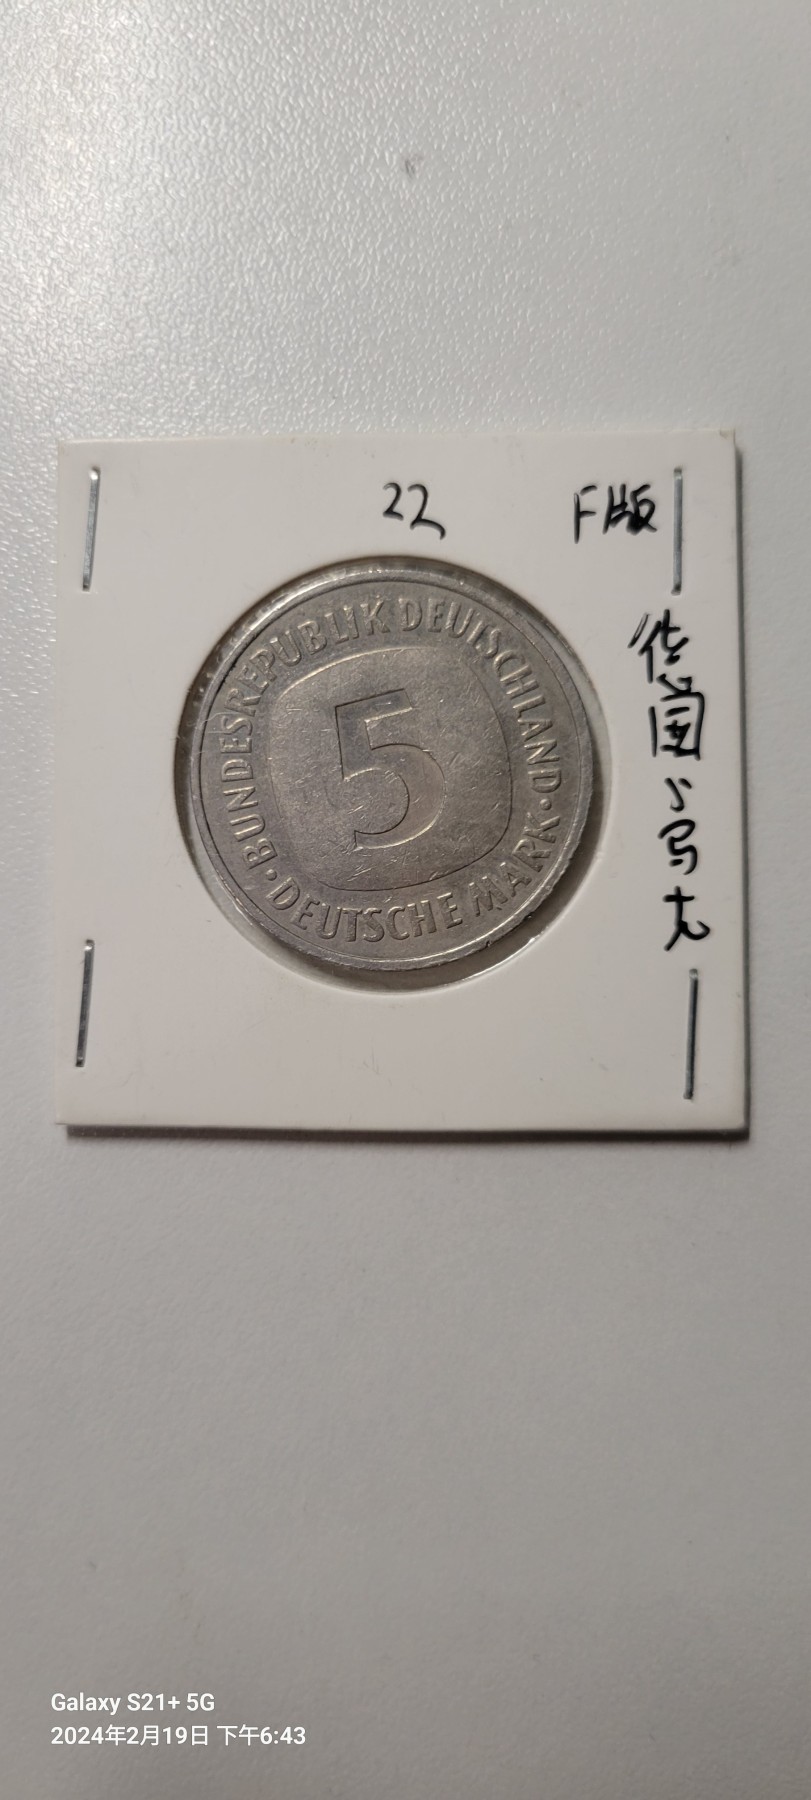 22 F版
德国5马克
BUNDESREPUBLIK DEUTSCHLAND
5
DEUTSCHE MARK
Galaxy S21+ 5G
2024年2月19日 下午6:43